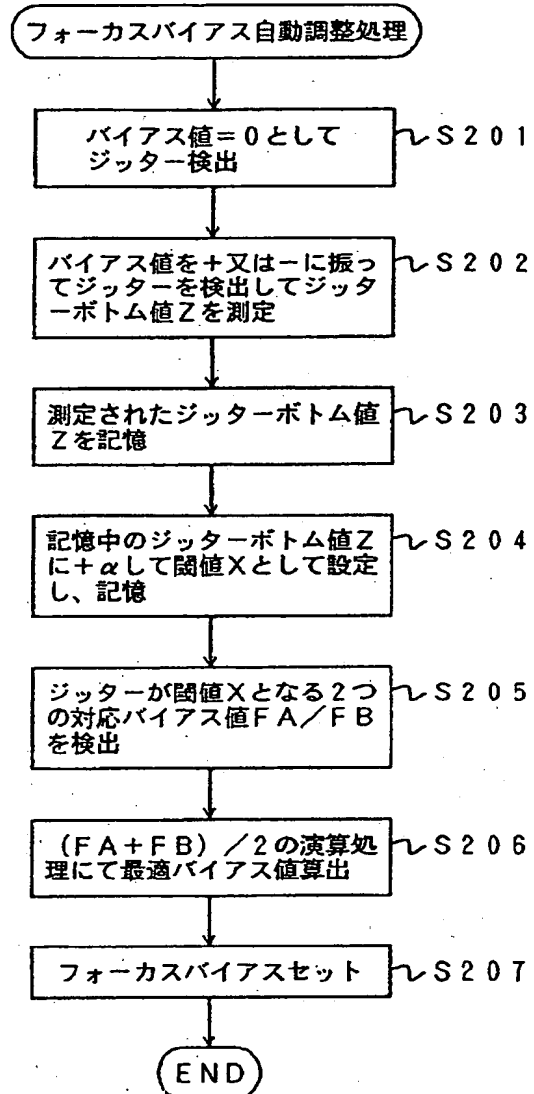 フォーカスバイアス自動調整処理
バイアス値=0として
ジッター検出
S201
バイアス値を+又は−に振っ
てジッターを検出してジッタ
ーボトム値Zを測定
S202
測定されたジッターボトム値
Zを記憶
S203
記憶中のジッターボトム値Z
に+αして閾値Xとして設定
し、記憶
S204
ジッターが閾値Xとなる2つ
の対応バイアス値FA/FB
を検出
S205
(FA+FB)/2の演算処
理にて最適バイアス値算出
S206
フォーカスバイアスセット
S207
END